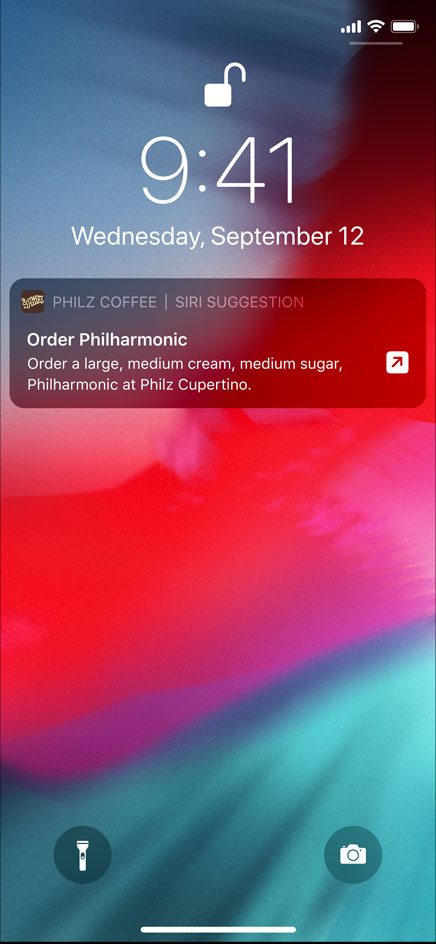 9:41
Wednesday, September 12
PHILZ COFFEE | SIRI SUGGESTION
Order Philharmonic
Order a large, medium cream, medium sugar,
Philharmonic at Philz Cupertino.